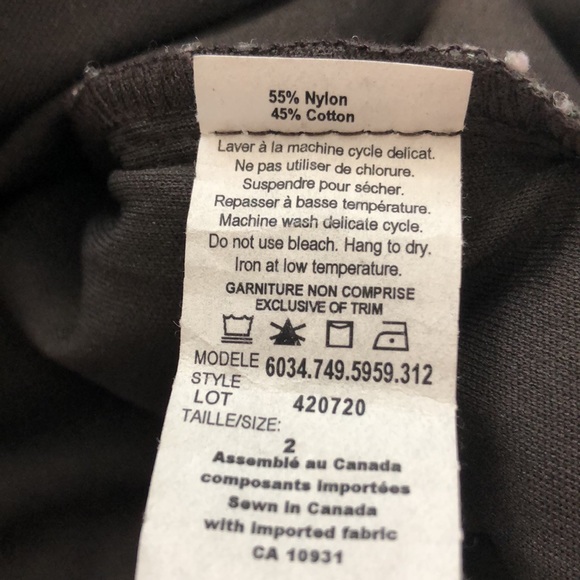 55% Nylon
45% Cotton
Laver à la machine cycle delicat.
Ne pas utiliser de chlorure.
Suspendre pour sécher.
Repasser à basse température.
Machine wash delicate cycle.
Do not use bleach. Hang to dry.
Iron at low temperature.
GARNITURE NON COMPRISE
EXCLUSIVE OF TRIM
MODELE 6034.749.5959.312
STYLE
LOT 420720
TAILLE/SIZE:
2
Assemblé au Canada
composants importées
Sewn in Canada
with imported fabric
CA 10931